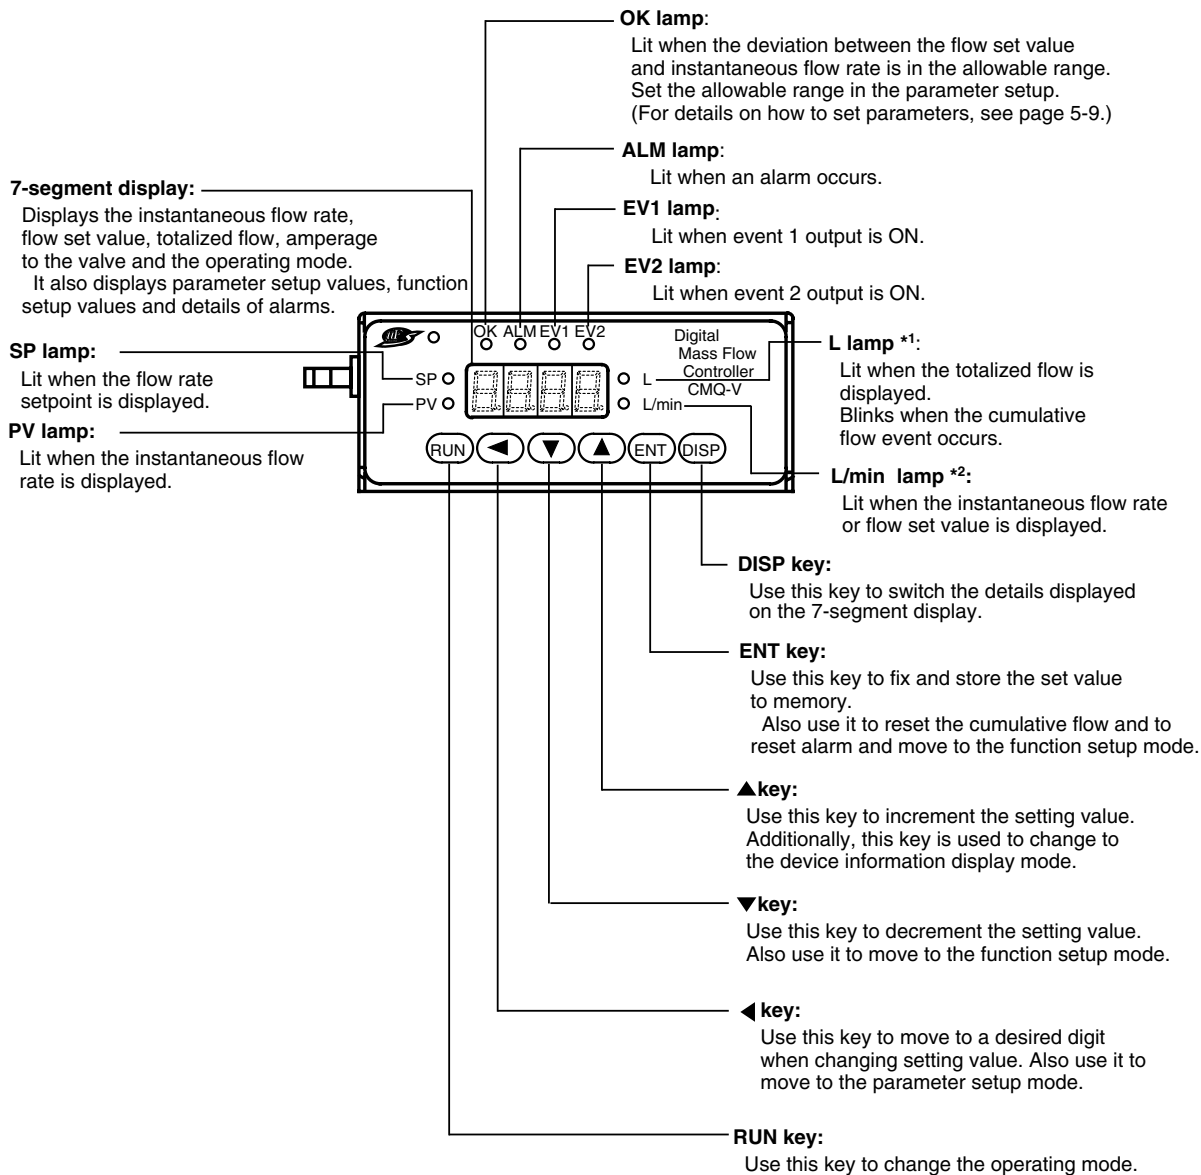 OK lamp:
Lit when the deviation between the flow set value
and instantaneous flow rate is in the allowable range.
Set the allowable range in the parameter setup.
(For details on how to set parameters, see page 5-9.)
ALM lamp:
Lit when an alarm occurs.
7-segment display:
Displays the instantaneous flow rate,
flow set value, totalized flow, amperage
to the valve and the operating mode.
It also displays parameter setup values, function
setup values and details of alarms.
EV1 lamp:
Lit when event 1 output is ON.
EV2 lamp:
Lit when event 2 output is ON.
OK ALM EV1 EV2
Digital
Mass Flow
Controller
CMQ-V
SP
PV
8888
L
L/min
RUN ◀ ▼ ▲ ENT DISP
SP lamp:
Lit when the flow rate
setpoint is displayed.
PV lamp:
Lit when the instantaneous flow
rate is displayed.
L lamp *1:
Lit when the totalized flow is
displayed.
Blinks when the cumulative
flow event occurs.
L/min lamp *2:
Lit when the instantaneous flow rate
or flow set value is displayed.
DISP key:
Use this key to switch the details displayed
on the 7-segment display.
ENT key:
Use this key to fix and store the set value
to memory.
Also use it to reset the cumulative flow and to
reset alarm and move to the function setup mode.
▲key:
Use this key to increment the setting value.
Additionally, this key is used to change to
the device information display mode.
▼key:
Use this key to decrement the setting value.
Also use it to move to the function setup mode.
◀ key:
Use this key to move to a desired digit
when changing setting value. Also use it to
move to the parameter setup mode.
RUN key:
Use this key to change the operating mode.